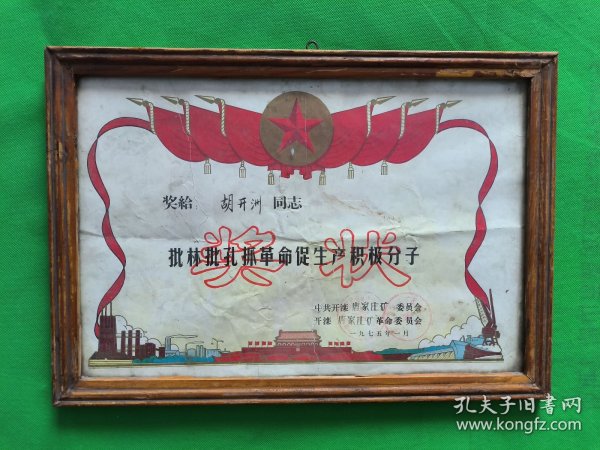 奖给: 胡开洲 同志
奖状
批林批孔抓革命促生产积极分子
中共开滦 唐家庄矿 委员会
开滦 唐家庄矿 革命委员会
一九七五年一月
孔夫子旧书网
www.kongfz.com